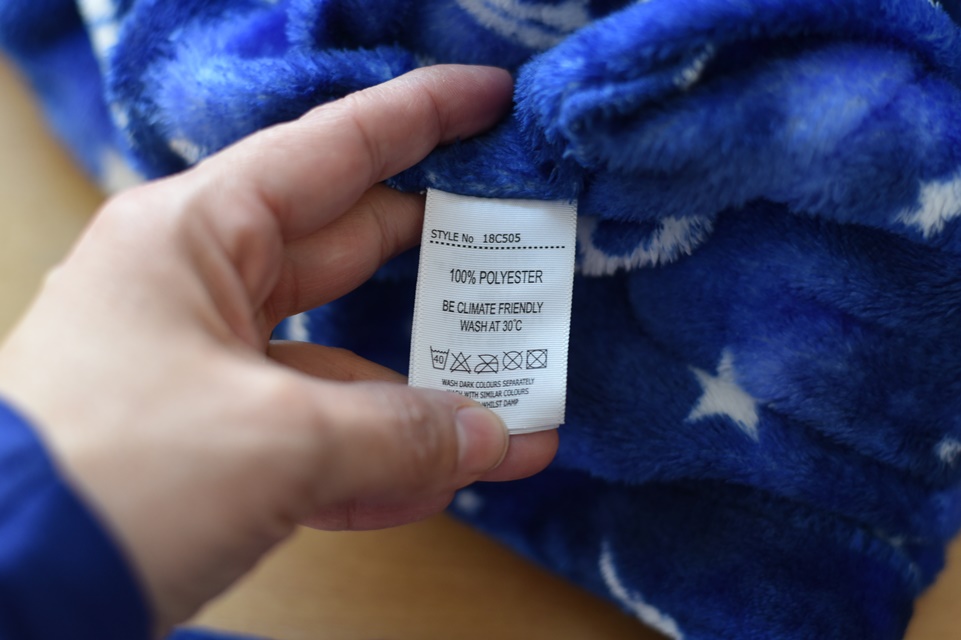 STYLE No 18C505
100% POLYESTER
BE CLIMATE FRIENDLY
WASH AT 30°C
40
WASH DARK COLOURS SEPARATELY
WITH SIMILAR COLOURS
WHILST DAMP